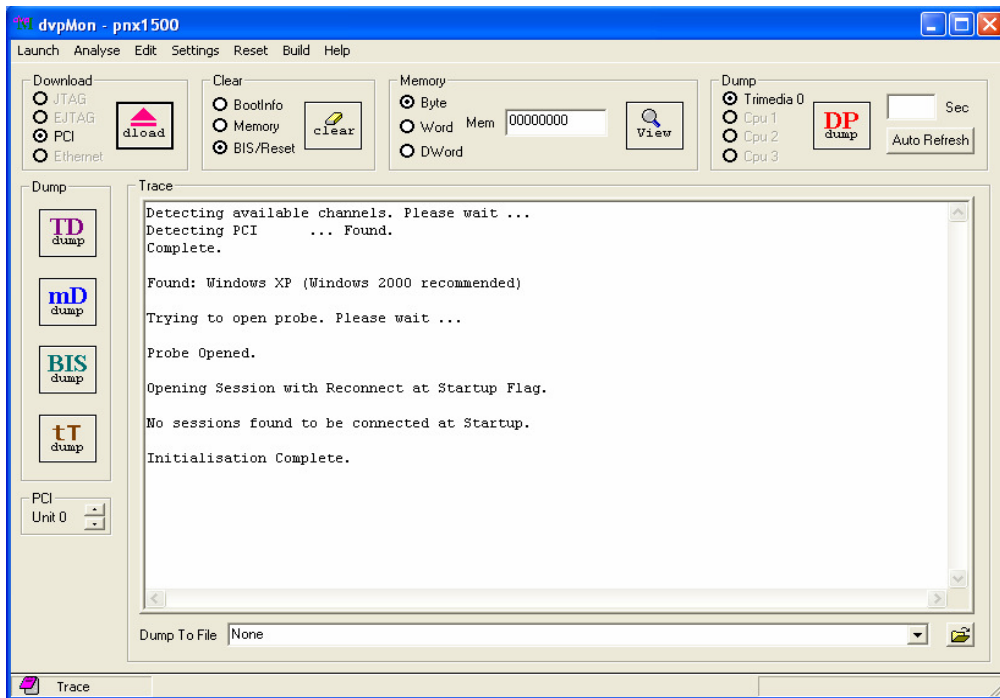 dvpMon - pnx1500
Launch Analyse Edit Settings Reset Build Help
Download
JTAG
EJTAG
PCI
Ethernet
dload
Clear
BootInfo
Memory
BIS/Reset
clear
Memory
Byte
Word
DWord
Mem 00000000
View
Dump
Trimedia 0
Cpu 1
Cpu 2
Cpu 3
DP
dump
Sec
Auto Refresh
Dump
TD
dump
mD
dump
BIS
dump
tT
dump
PCI
Unit 0
Trace
Detecting available channels. Please wait ...
Detecting PCI ... Found.
Complete.
Found: Windows XP (Windows 2000 recommended)
Trying to open probe. Please wait ...
Probe Opened.
Opening Session with Reconnect at Startup Flag.
No sessions found to be connected at Startup.
Initialisation Complete.
Dump To File None
Trace